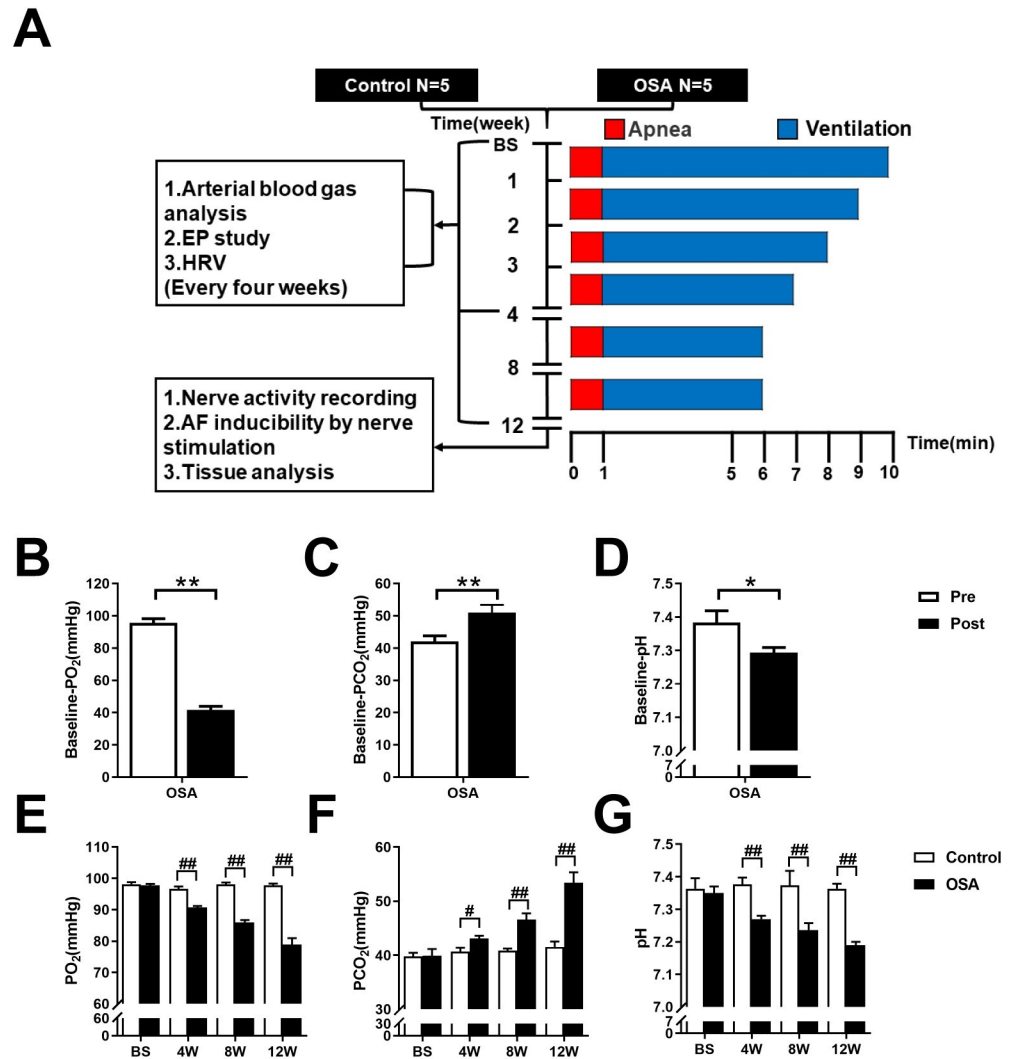 A
Control N=5
OSA N=5
Time(week)
Apnea
Ventilation
BS
1
2
3
4
8
12
1.Arterial blood gas
analysis
2.EP study
3.HRV
(Every four weeks)
1.Nerve activity recording
2.AF inducibility by nerve
stimulation
3.Tissue analysis
0 1 5 6 7 8 9 10
Time(min)
B
Baseline-PO2(mmHg)
120
100
80
60
40
20
0
**
OSA
C
Baseline-PCO2(mmHg)
60
50
40
30
20
10
0
**
OSA
D
Baseline-pH
7.5
7.4
7.3
7.2
7.1
7.0
7
0
*
OSA
Pre
Post
E
PO2(mmHg)
110
100
90
80
70
60
60
0
## ## ##
BS 4W 8W 12W
F
PCO2(mmHg)
60
50
40
30
30
0
# ## ##
BS 4W 8W 12W
G
pH
7.5
7.4
7.3
7.2
7.1
7.0
7
0
## ## ##
BS 4W 8W 12W
Control
OSA